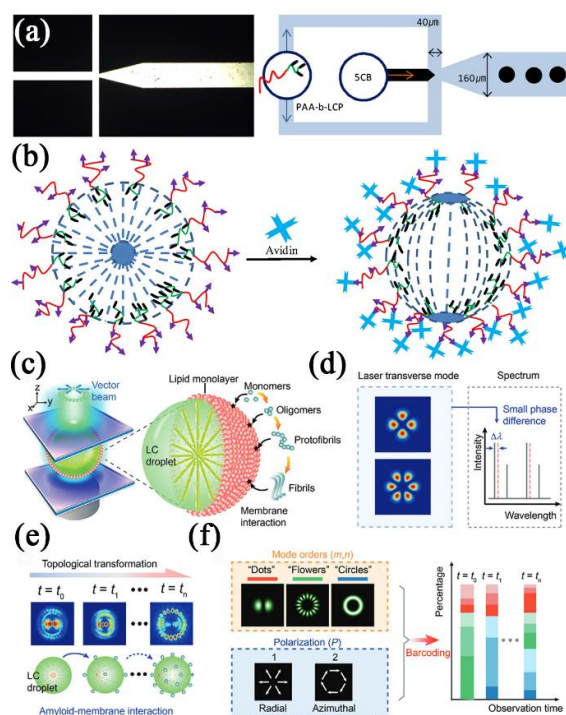 (a)
40μm
5CB
PAA-b-LCP
160μm
(b)
Avidin
(c)
z
x
y
Vector
beam
Lipid monolayer
Monomers
Oligomers
Protofibrils
Fibrils
Membrane
interaction
LC
droplet
(d)
Laser transverse mode
Spectrum
Small phase
difference
Δλ
Intensity
Wavelength
(e)
Topological transformation
t = t0
t = t1
t = tn
LC
droplet
Amyloid-membrane interaction
(f)
Mode orders (m,n)
"Dots" "Flowers" "Circles"
Polarization (P)
1 2
Radial Azimuthal
Barcoding
t = t0 t = t1 t = tn
Percentage
Observation time